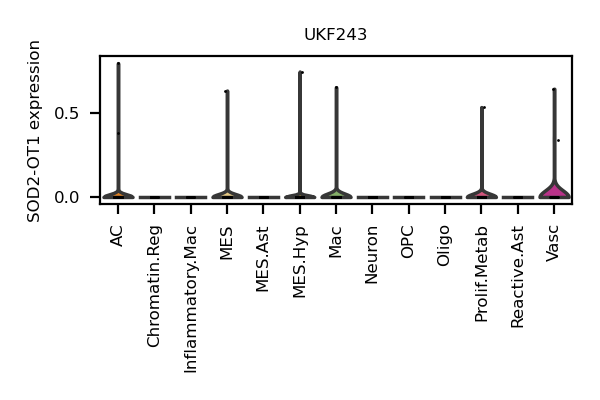 UKF243
SOD2-OT1 expression
0.5
0.0
AC
Chromatin.Reg
Inflammatory.Mac
MES
MES.Ast
MES.Hyp
Mac
Neuron
OPC
Oligo
Prolif.Metab
Reactive.Ast
Vasc